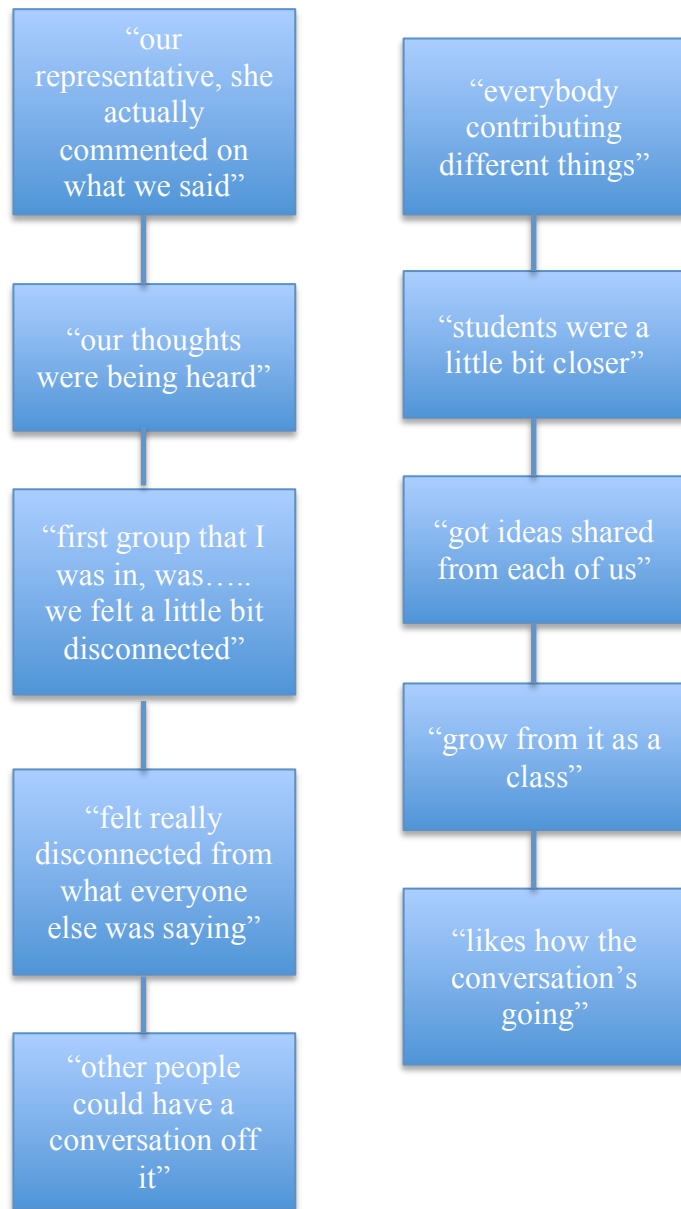 “our
representative, she
actually
commented on
what we said”
“our thoughts
were being heard”
“first group that I
was in, was…..
we felt a little bit
disconnected”
“felt really
disconnected from
what everyone
else was saying”
“other people
could have a
conversation off
it”
“everybody
contributing
different things”
“students were a
little bit closer”
“got ideas shared
from each of us”
“grow from it as a
class”
“likes how the
conversation’s
going”